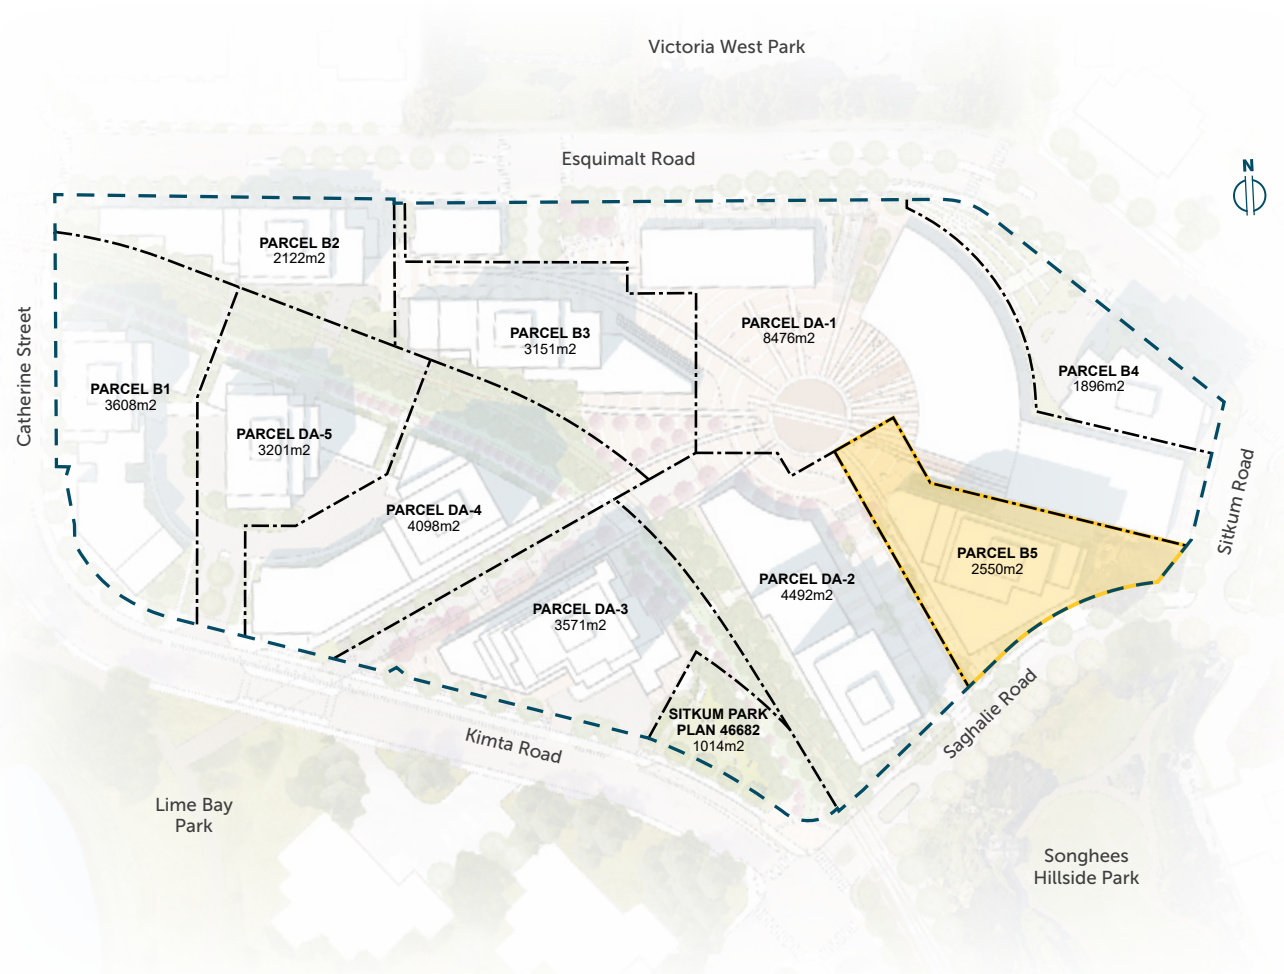 Victoria West Park
Esquimalt Road
N
PARCEL B2
2122m2
PARCEL B3
3151m2
PARCEL DA-1
8476m2
PARCEL B4
1896m2
Catherine Street
PARCEL B1
3608m2
PARCEL DA-5
3201m2
PARCEL DA-4
4098m2
Sitkum Road
PARCEL B5
2550m2
PARCEL DA-2
4492m2
PARCEL DA-3
3571m2
SITKUM PARK
PLAN 46682
1014m2
Saghalie Road
Kimta Road
Lime Bay
Park
Songhees
Hillside Park